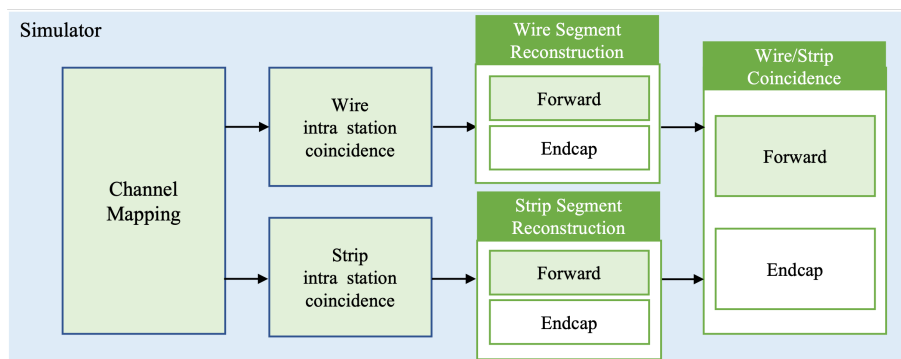 Simulator
Channel
Mapping
Wire
intra station
coincidence
Strip
intra station
coincidence
Wire Segment
Reconstruction
Forward
Endcap
Strip Segment
Reconstruction
Forward
Endcap
Wire/Strip
Coincidence
Forward
Endcap